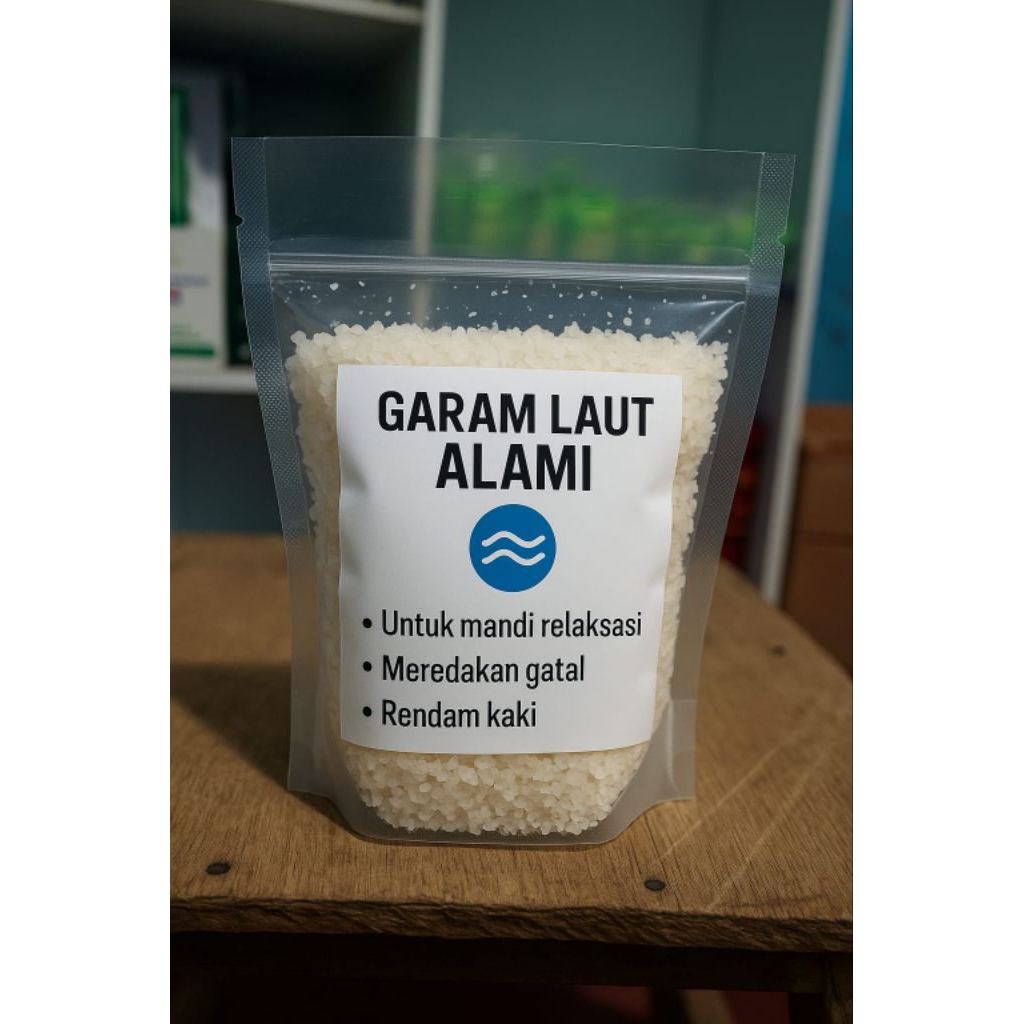 GARAM LAUT
ALAMI
• Untuk mandi relaksasi
• Meredakan gatal
• Rendam kaki